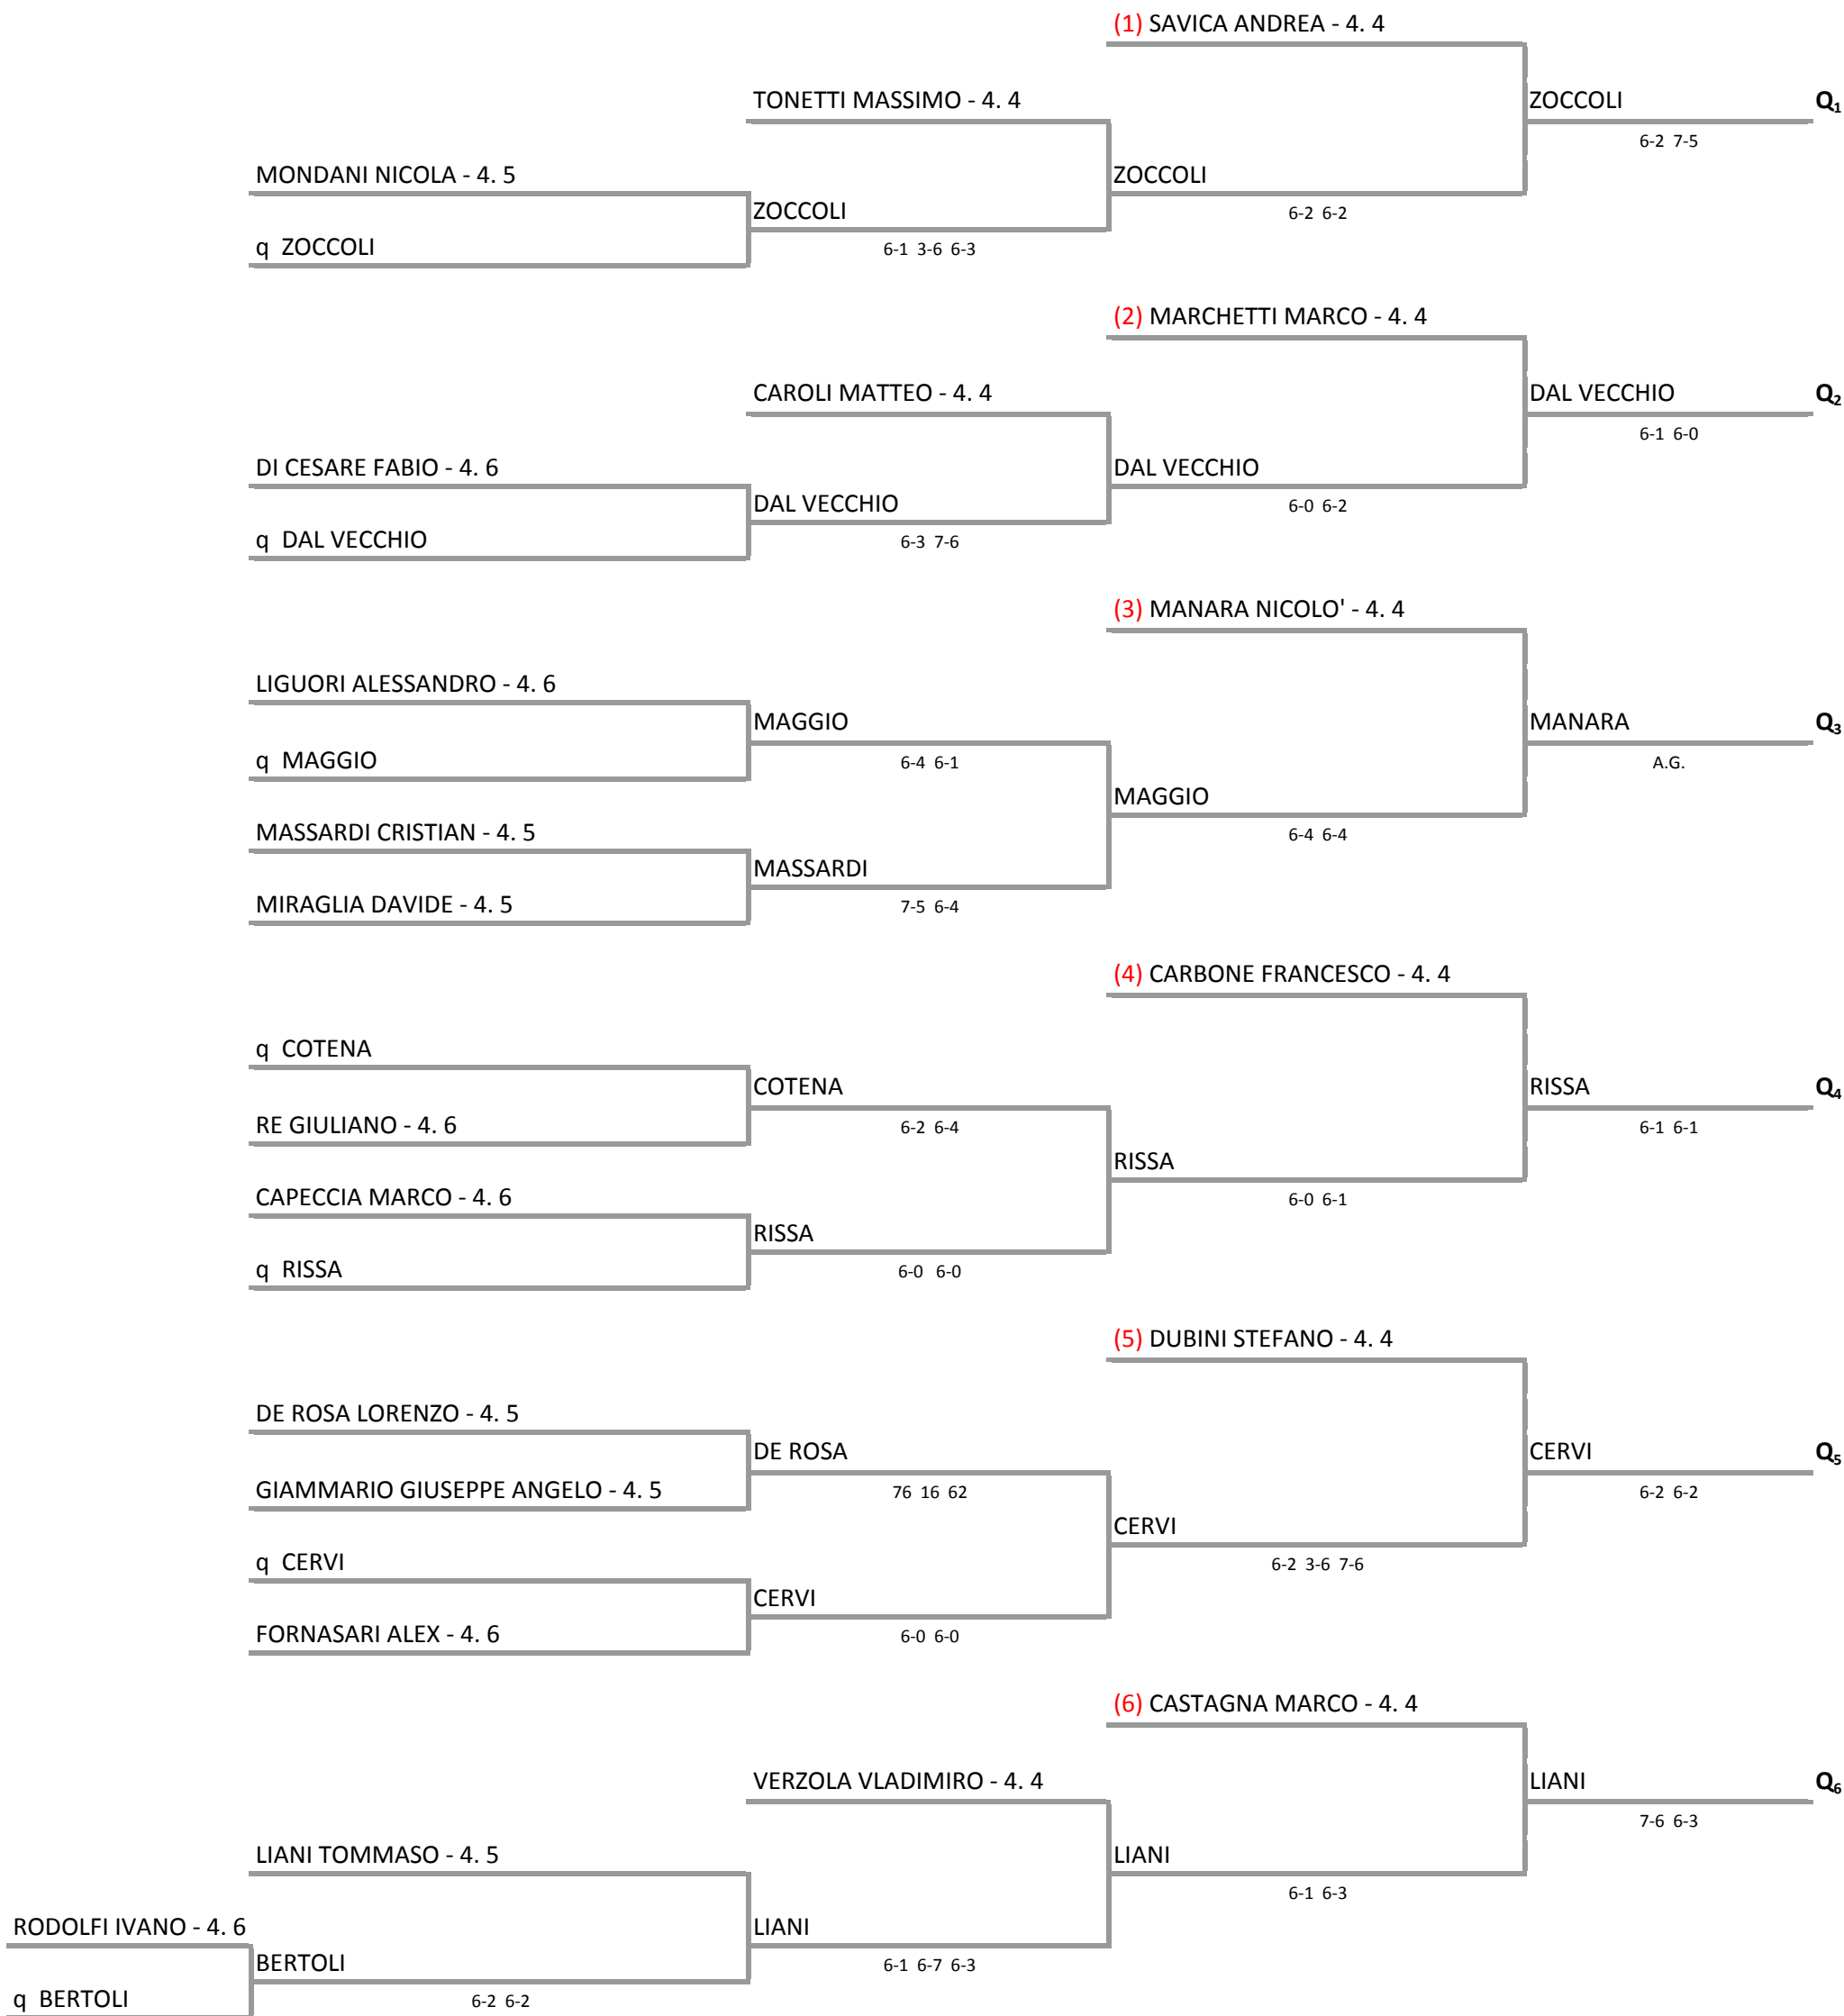 (1) SAVICA ANDREA - 4. 4
TONETTI MASSIMO - 4. 4
ZOCCOLI
Q1
6-2 7-5
MONDANI NICOLA - 4. 5
ZOCCOLI
ZOCCOLI
6-2 6-2
q ZOCCOLI
6-1 3-6 6-3
(2) MARCHETTI MARCO - 4. 4
CAROLI MATTEO - 4. 4
DAL VECCHIO
Q2
6-1 6-0
DI CESARE FABIO - 4. 6
DAL VECCHIO
DAL VECCHIO
6-0 6-2
q DAL VECCHIO
6-3 7-6
(3) MANARA NICOLO' - 4. 4
LIGUORI ALESSANDRO - 4. 6
MAGGIO
MANARA
Q3
q MAGGIO
6-4 6-1
A.G.
MAGGIO
MASSARDI CRISTIAN - 4. 5
6-4 6-4
MASSARDI
MIRAGLIA DAVIDE - 4. 5
7-5 6-4
(4) CARBONE FRANCESCO - 4. 4
q COTENA
COTENA
RISSA
Q4
RE GIULIANO - 4. 6
6-2 6-4
6-1 6-1
RISSA
CAPECCIA MARCO - 4. 6
6-0 6-1
RISSA
q RISSA
6-0 6-0
(5) DUBINI STEFANO - 4. 4
DE ROSA LORENZO - 4. 5
DE ROSA
CERVI
Q5
GIAMMARIO GIUSEPPE ANGELO - 4. 5
76 16 62
6-2 6-2
CERVI
q CERVI
6-2 3-6 7-6
CERVI
FORNASARI ALEX - 4. 6
6-0 6-0
(6) CASTAGNA MARCO - 4. 4
VERZOLA VLADIMIRO - 4. 4
LIANI
Q6
7-6 6-3
LIANI TOMMASO - 4. 5
LIANI
6-1 6-3
RODOLFI IVANO - 4. 6
LIANI
BERTOLI
6-1 6-7 6-3
q BERTOLI
6-2 6-2